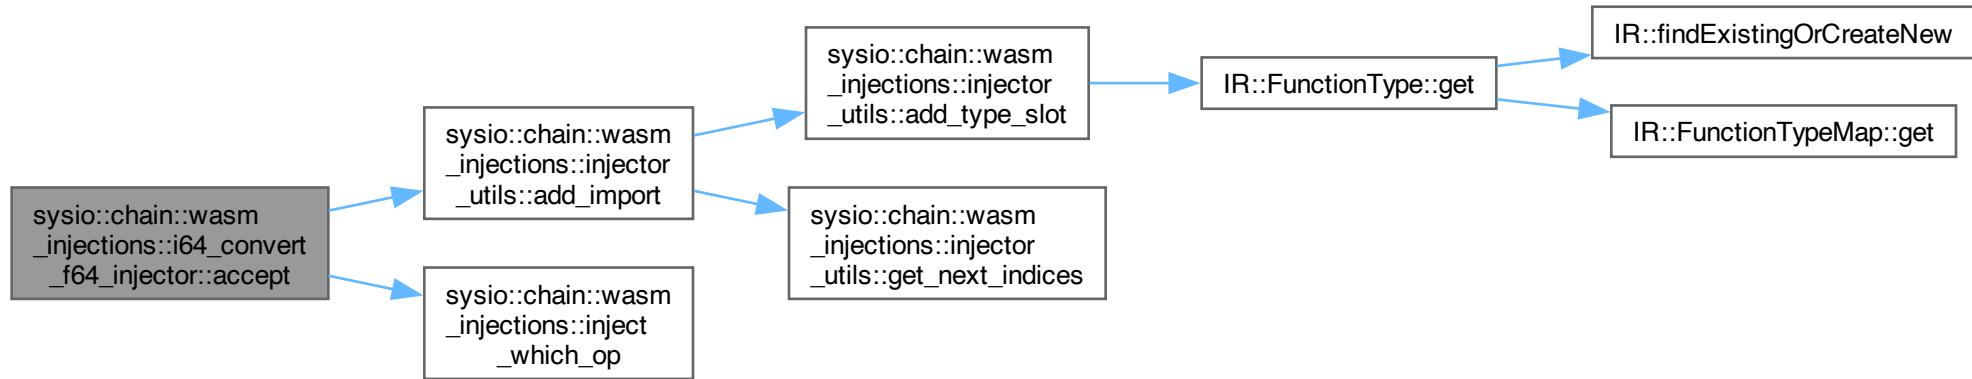 sysio::chain::wasm
_injections::i64_convert
_f64_injector::accept
sysio::chain::wasm
_injections::injector
_utils::add_import
sysio::chain::wasm
_injections::inject
_which_op
sysio::chain::wasm
_injections::injector
_utils::add_type_slot
sysio::chain::wasm
_injections::injector
_utils::get_next_indices
IR::FunctionType::get
IR::findExistingOrCreateNew
IR::FunctionTypeMap::get